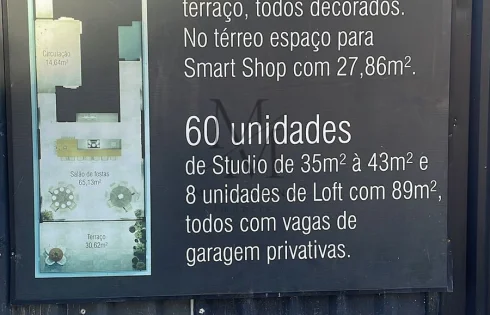 terraço, todos decorados.
No térreo espaço para
Smart Shop com 27,86m².
60 unidades
de Studio de 35m² à 43m² e
8 unidades de Loft com 89m²,
todos com vagas de
garagem privativas.
Circulação
14,64m²
Salão de festas
65,13m²
Terraço
30,62m²